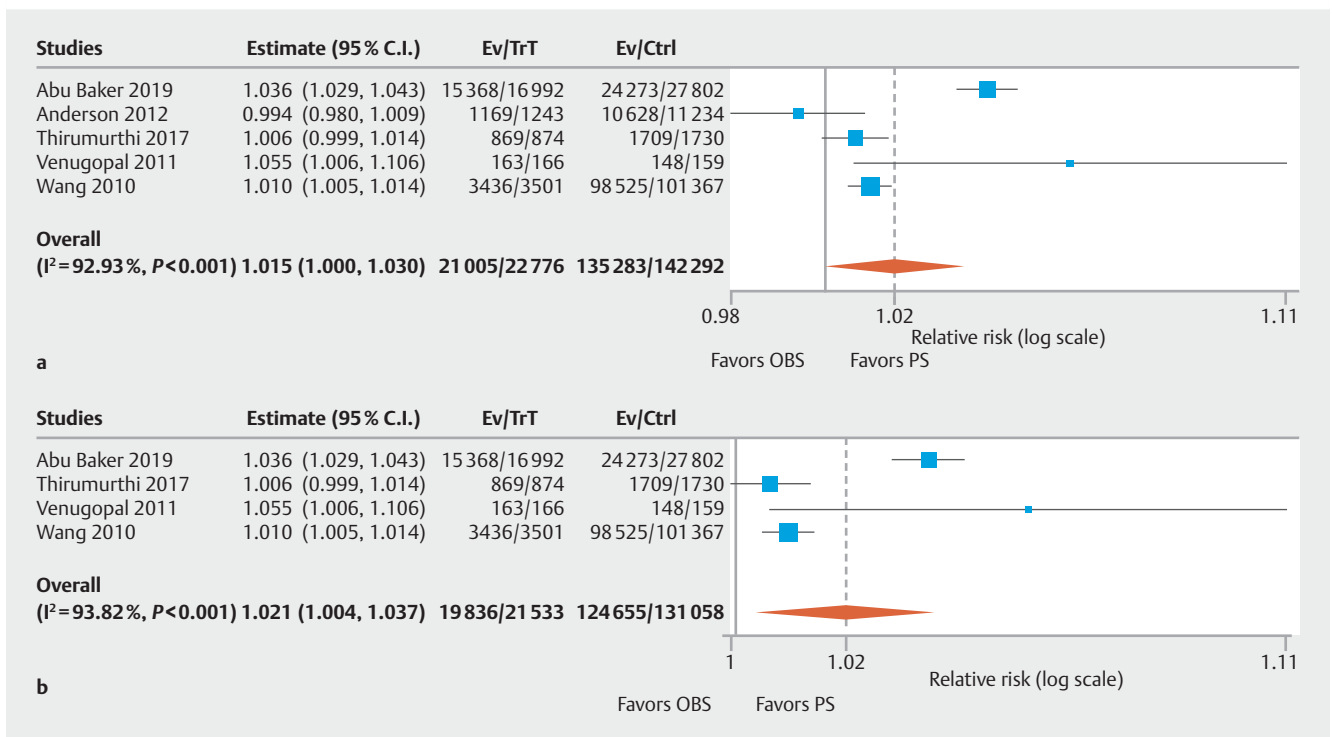 Studies Estimate (95 % C.I.) Ev/TrT Ev/Ctrl
Abu Baker 2019 1.036 (1.029, 1.043) 15 368/16 992 24 273/27 802
Anderson 2012 0.994 (0.980, 1.009) 1169/1243 10 628/11 234
Thirumurthi 2017 1.006 (0.999, 1.014) 869/874 1709/1730
Venugopal 2011 1.055 (1.006, 1.106) 163/166 148/159
Wang 2010 1.010 (1.005, 1.014) 3436/3501 98 525/101 367
Overall
(I² = 92.93 %, P < 0.001) 1.015 (1.000, 1.030) 21 005/22 776 135 283/142 292
0.98 1.02 1.11
Relative risk (log scale)
a Favors OBS Favors PS
Studies Estimate (95 % C.I.) Ev/TrT Ev/Ctrl
Abu Baker 2019 1.036 (1.029, 1.043) 15 368/16 992 24 273/27 802
Thirumurthi 2017 1.006 (0.999, 1.014) 869/874 1709/1730
Venugopal 2011 1.055 (1.006, 1.106) 163/166 148/159
Wang 2010 1.010 (1.005, 1.014) 3436/3501 98 525/101 367
Overall
(I² = 93.82 %, P < 0.001) 1.021 (1.004, 1.037) 19 836/21 533 124 655/131 058
1 1.02 1.11
Relative risk (log scale)
b Favors OBS Favors PS